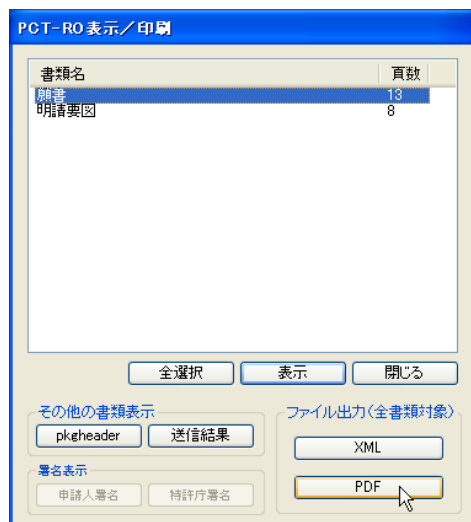 PCT-RO表示／印刷
書類名 頁数
願書 13
明請要図 8
全選択 表示 閉じる
その他の書類表示 ファイル出力(全書類対象)
pkgheader 送信結果
XML
署名表示
申請人署名 特許庁署名
PDF